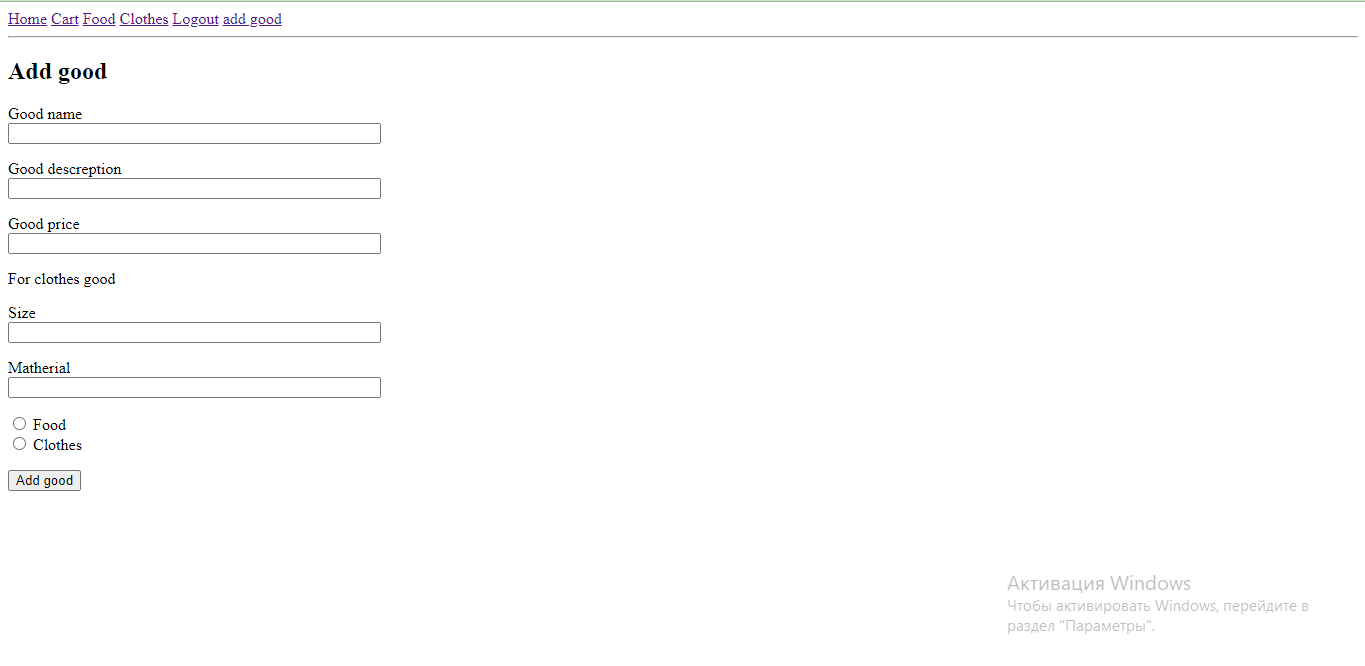 Home Cart Food Clothes Logout add good
Add good
Good name
Good descreption
Good price
For clothes good
Size
Matherial
Food
Clothes
Add good
Активация Windows
Чтобы активировать Windows, перейдите в
раздел "Параметры".